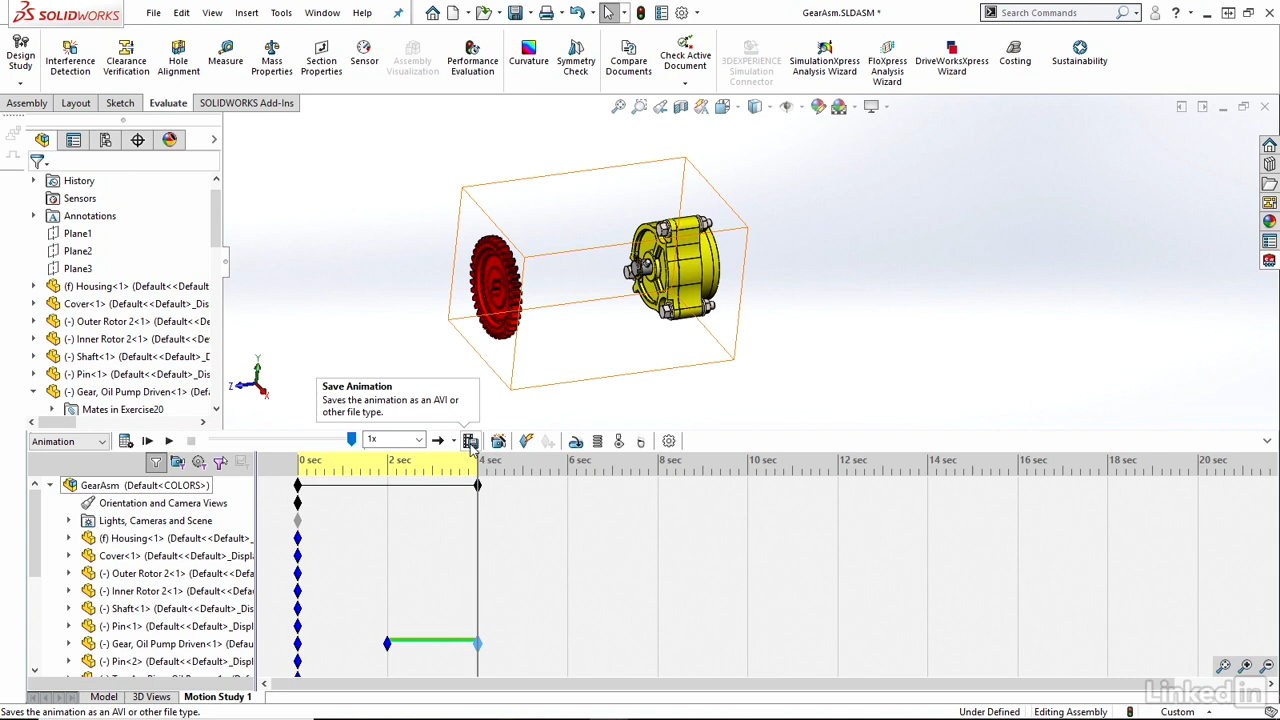 SOLIDWORKS File Edit View Insert Tools Window Help GearAsm.SLDASM * Search Commands
Design Study
Interference Detection
Clearance Verification
Hole Alignment
Measure
Mass Properties
Section Properties
Sensor
Assembly Visualization
Performance Evaluation
Curvature
Symmetry Check
Compare Documents
Check Active Document
3DEXPERIENCE Simulation Connector
SimulationXpress Analysis Wizard
FloXpress Analysis Wizard
DriveWorksXpress Wizard
Costing
Sustainability
Assembly Layout Sketch Evaluate SOLIDWORKS Add-Ins
History
Sensors
Annotations
Plane1
Plane2
Plane3
(f) Housing<1> (Default<<Default
Cover<1> (Default<<Default>_Dis
(-) Outer Rotor 2<1> (Default<<D
(-) Inner Rotor 2<1> (Default<<D
(-) Shaft<1> (Default<<Default>_
(-) Pin<1> (Default<<Default>_Di
(-) Gear, Oil Pump Driven<1> (De
Mates in Exercise20
Y
Z
X
Save Animation
Saves the animation as an AVI or
other file type.
Animation 1x
0 sec 2 sec 4 sec 6 sec 8 sec 10 sec 12 sec 14 sec 16 sec 18 sec 20 sec
GearAsm (Default<COLORS>)
Orientation and Camera Views
Lights, Cameras and Scene
(f) Housing<1> (Default<<Default>_Displ
Cover<1> (Default<<Default>_Displa
(-) Outer Rotor 2<1> (Default<<Defa
(-) Inner Rotor 2<1> (Default<<Defa
(-) Shaft<1> (Default<<Default>_Dis
(-) Pin<1> (Default<<Default>_Displ
(-) Gear, Oil Pump Driven<1> (Defau
(-) Pin<2> (Default<<Default>_Displ
Model 3D Views Motion Study 1
Linked in
Saves the animation as an AVI or other file type. Under Defined Editing Assembly Custom